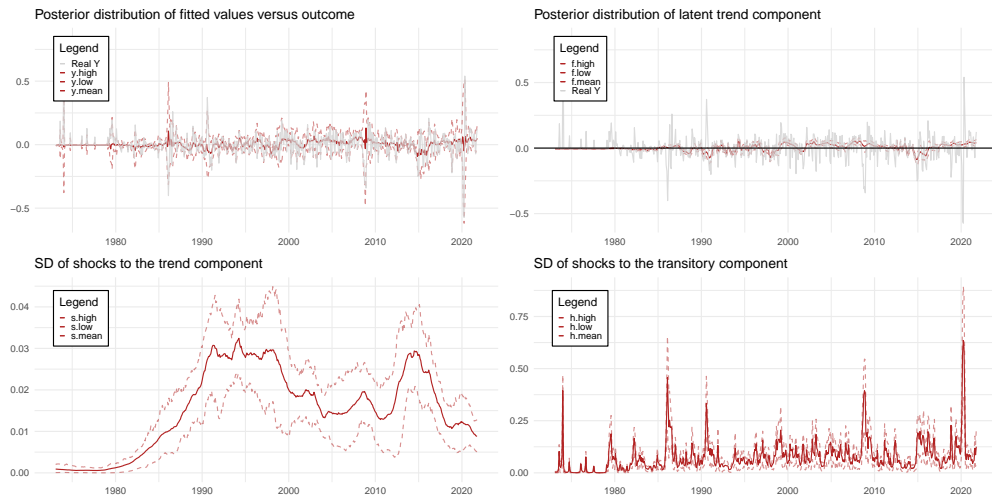 Posterior distribution of fitted values versus outcome
Legend
Real Y
y.high
y.low
y.mean
0.5
0.0
−0.5
1980
1990
2000
2010
2020
Posterior distribution of latent trend component
Legend
f.high
f.low
f.mean
Real Y
0.5
0.0
−0.5
1980
1990
2000
2010
2020
SD of shocks to the trend component
Legend
s.high
s.low
s.mean
0.04
0.03
0.02
0.01
0.00
1980
1990
2000
2010
2020
SD of shocks to the transitory component
Legend
h.high
h.low
h.mean
0.75
0.50
0.25
0.00
1980
1990
2000
2010
2020